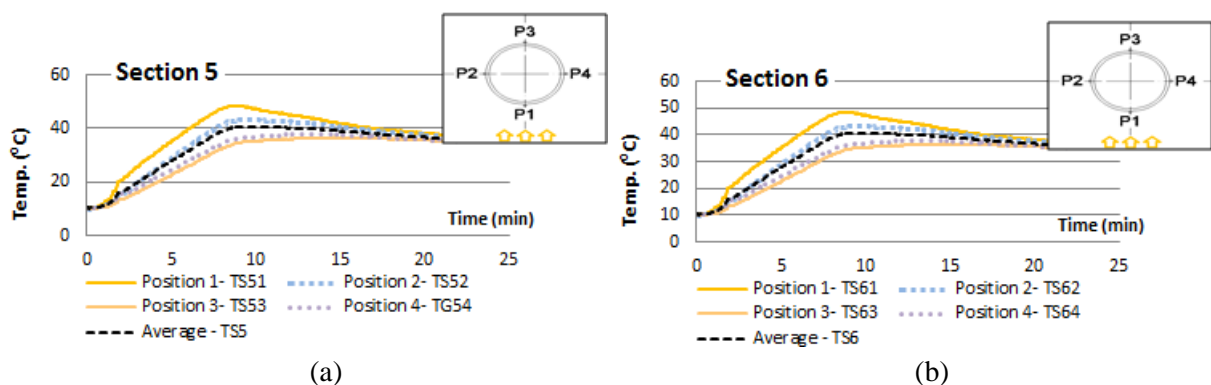 Section 5
Temp. (°C)
60
40
20
0
0 5 10 15 20 25
Time (min)
P3
P2 P4
P1
Position 1- TS51 Position 2- TS52
Position 3- TS53 Position 4- TG54
Average - TS5
(a)
Section 6
Temp. (°C)
60
50
40
30
20
10
0
0 5 10 15 20 25
Time (min)
P3
P2 P4
P1
Position 1- TS61 Position 2- TS62
Position 3- TS63 Position 4- TS64
Average - TS6
(b)